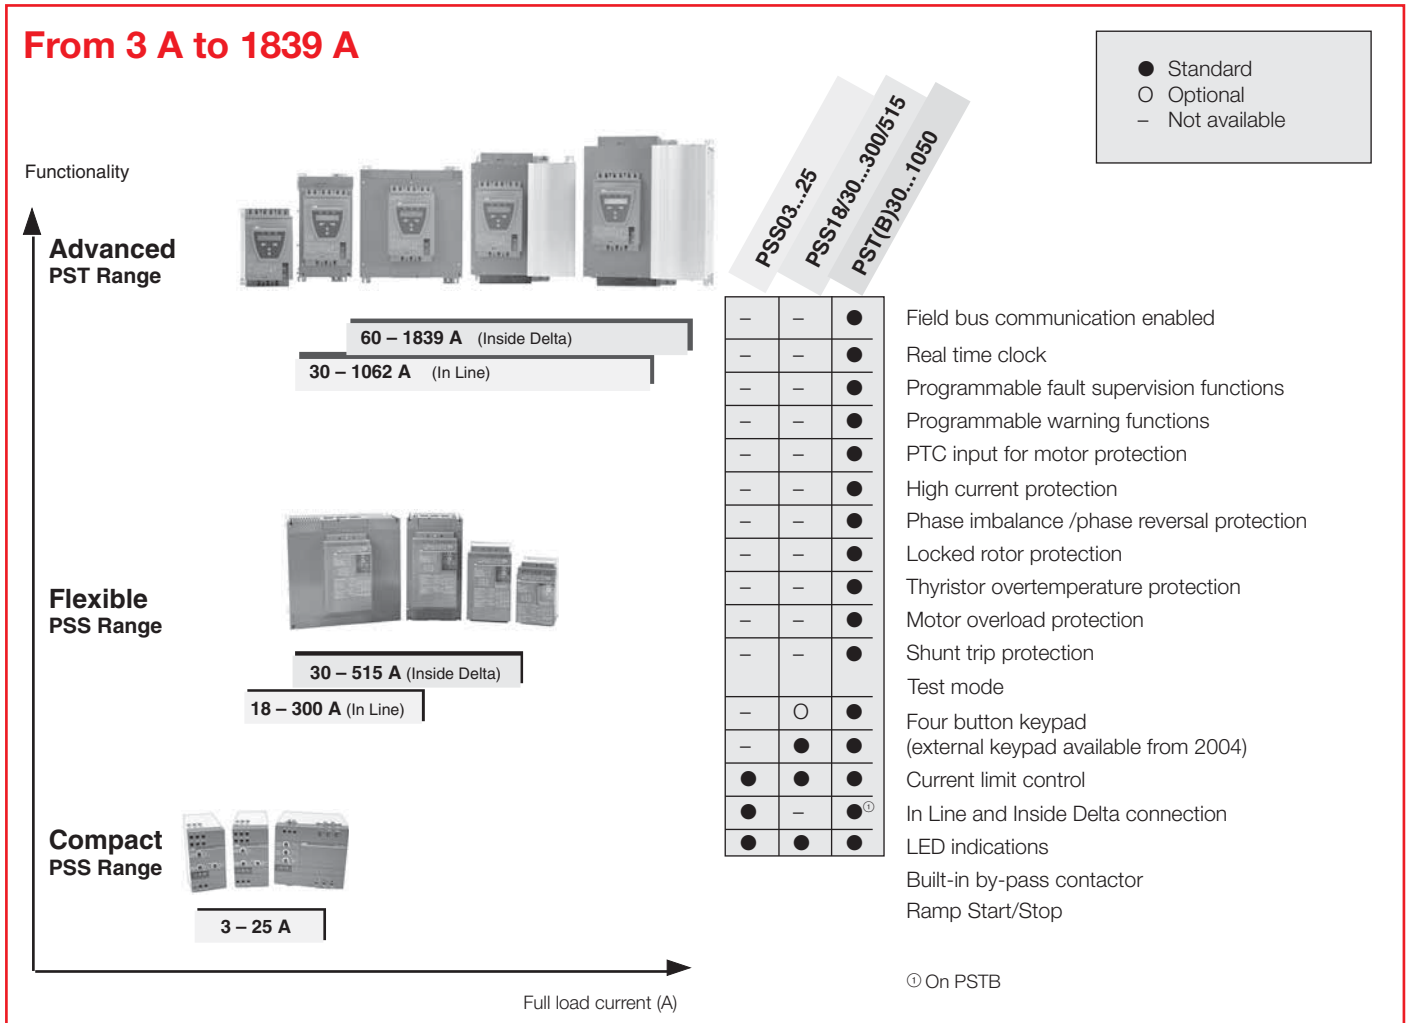 From 3 A to 1839 A
● Standard
O Optional
– Not available
PSS03...25
PSS18/30...300/515
PST(B)30...1050
Functionality
Advanced
PST Range
60 – 1839 A (Inside Delta)
30 – 1062 A (In Line)
Flexible
PSS Range
30 – 515 A (Inside Delta)
18 – 300 A (In Line)
Compact
PSS Range
3 – 25 A
Full load current (A)
– – ● Field bus communication enabled
– – ● Real time clock
– – ● Programmable fault supervision functions
– – ● Programmable warning functions
– – ● PTC input for motor protection
– – ● High current protection
– – ● Phase imbalance /phase reversal protection
– – ● Locked rotor protection
– – ● Thyristor overtemperature protection
– – ● Motor overload protection
– – ● Shunt trip protection
Test mode
– O ● Four button keypad
– ● ● (external keypad available from 2004)
● ● ● Current limit control
● – ●① In Line and Inside Delta connection
● ● ● LED indications
Built-in by-pass contactor
Ramp Start/Stop
① On PSTB